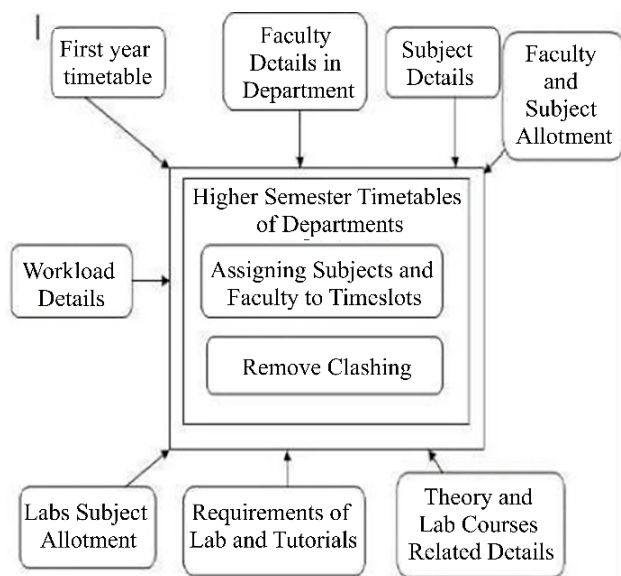 First year
timetable
Faculty
Details in
Department
Subject
Details
Faculty
and
Subject
Allotment
Higher Semester Timetables
of Departments
Assigning Subjects and
Faculty to Timeslots
Remove Clashing
Workload
Details
Labs Subject
Allotment
Requirements of
Lab and Tutorials
Theory and
Lab Courses
Related Details